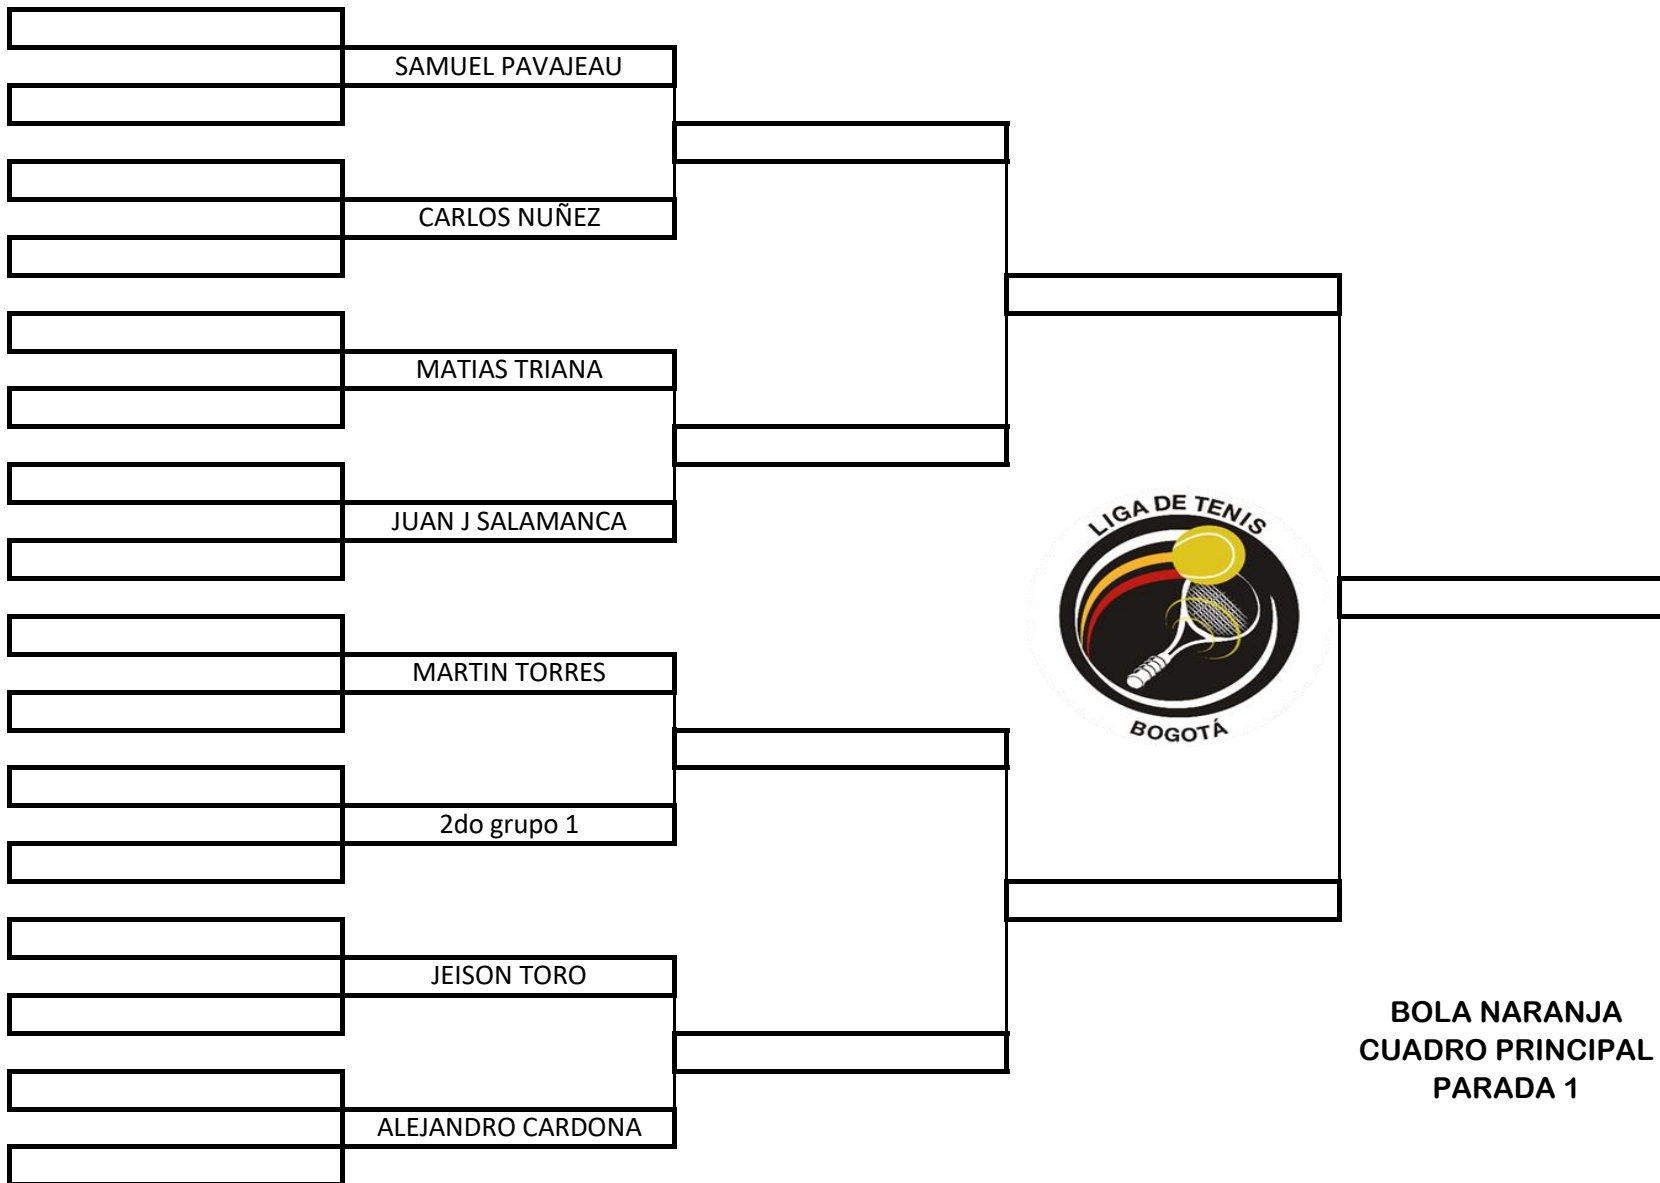 SAMUEL PAVAJEAU
CARLOS NUÑEZ
MATIAS TRIANA
JUAN J SALAMANCA
LIGA DE TENIS
BOGOTÁ
MARTIN TORRES
2do grupo 1
JEISON TORO
ALEJANDRO CARDONA
BOLA NARANJA
CUADRO PRINCIPAL
PARADA 1